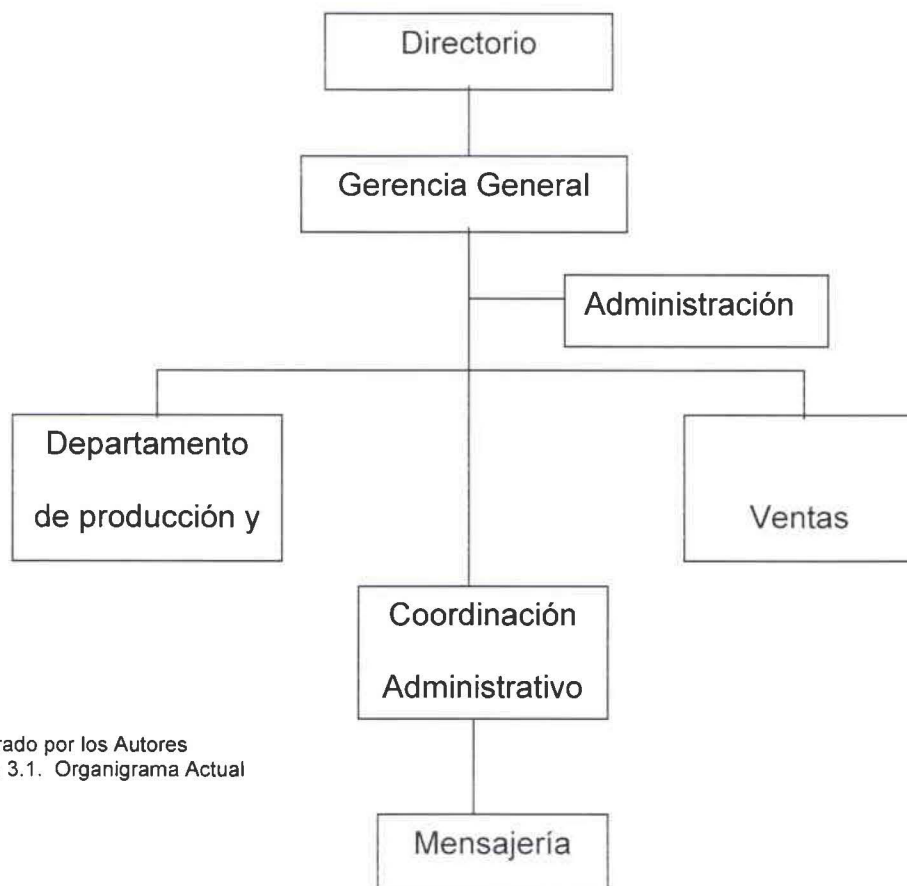 Directorio
Gerencia General
Administración
Departamento
de producción y
Ventas
Coordinación
Administrativo
rado por los Autores
3.1. Organigrama Actual
Mensajería